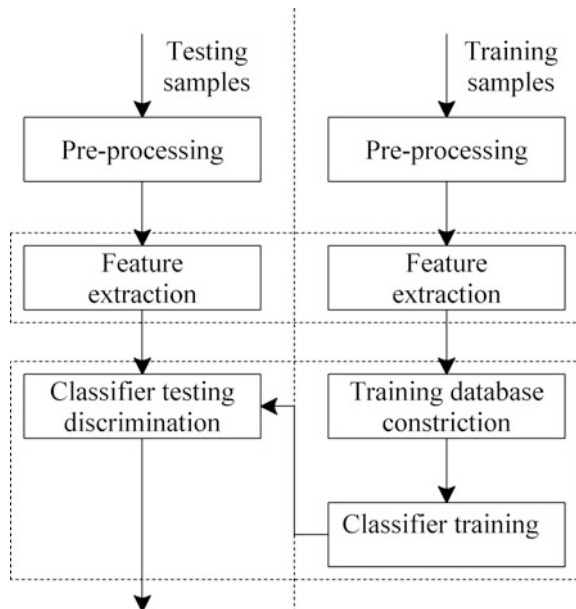 Testing
samples
Training
samples
Pre-processing
Pre-processing
Feature
extraction
Feature
extraction
Classifier testing
discrimination
Training database
constriction
Classifier training